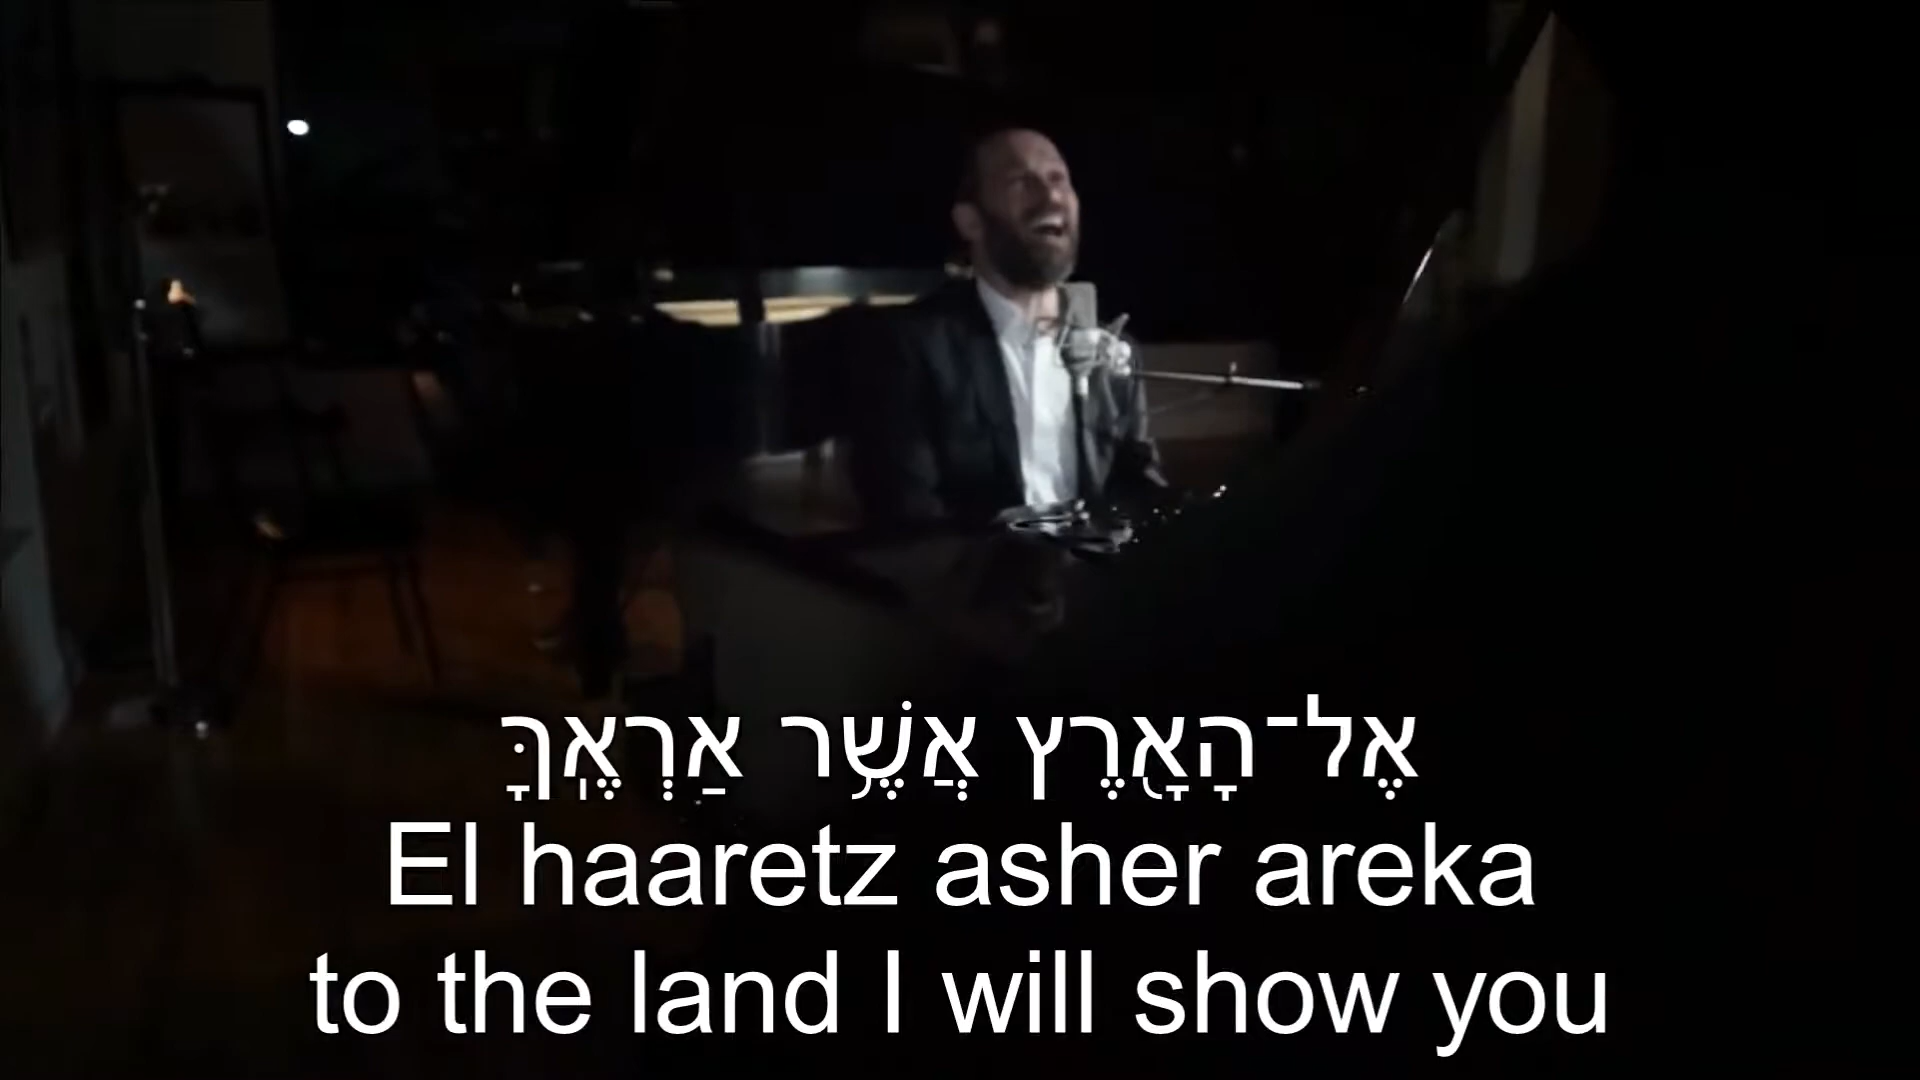 אֶל־הָאָ֖רֶץ אֲשֶׁ֥ר אַרְאֶֽךָּ
El haaretz asher areka
to the land I will show you